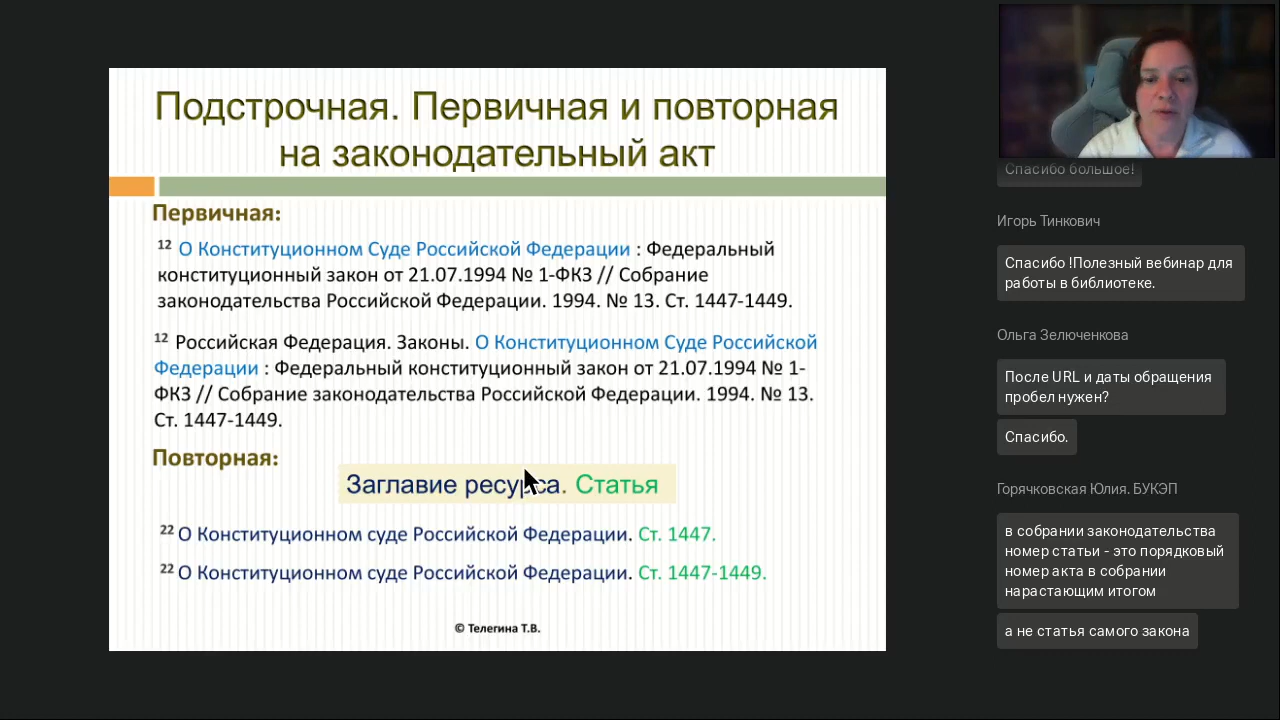 Подстрочная. Первичная и повторная
на законодательный акт
Первичная:
12 О Конституционном Суде Российской Федерации : Федеральный
конституционный закон от 21.07.1994 № 1-ФКЗ // Собрание
законодательства Российской Федерации. 1994. № 13. Ст. 1447-1449.
12 Российская Федерация. Законы. О Конституционном Суде Российской
Федерации : Федеральный конституционный закон от 21.07.1994 № 1-
ФКЗ // Собрание законодательства Российской Федерации. 1994. № 13.
Ст. 1447-1449.
Повторная:
Заглавие ресурса. Статья
22 О Конституционном суде Российской Федерации. Ст. 1447.
22 О Конституционном суде Российской Федерации. Ст. 1447-1449.
© Телегина Т.В.
Спасибо большое!
Игорь Тинкович
Спасибо !Полезный вебинар для
работы в библиотеке.
Ольга Зелюченкова
После URL и даты обращения
пробел нужен?
Спасибо.
Горячковская Юлия. БУКЭП
в собрании законодательства
номер статьи - это порядковый
номер акта в собрании
нарастающим итогом
а не статья самого закона